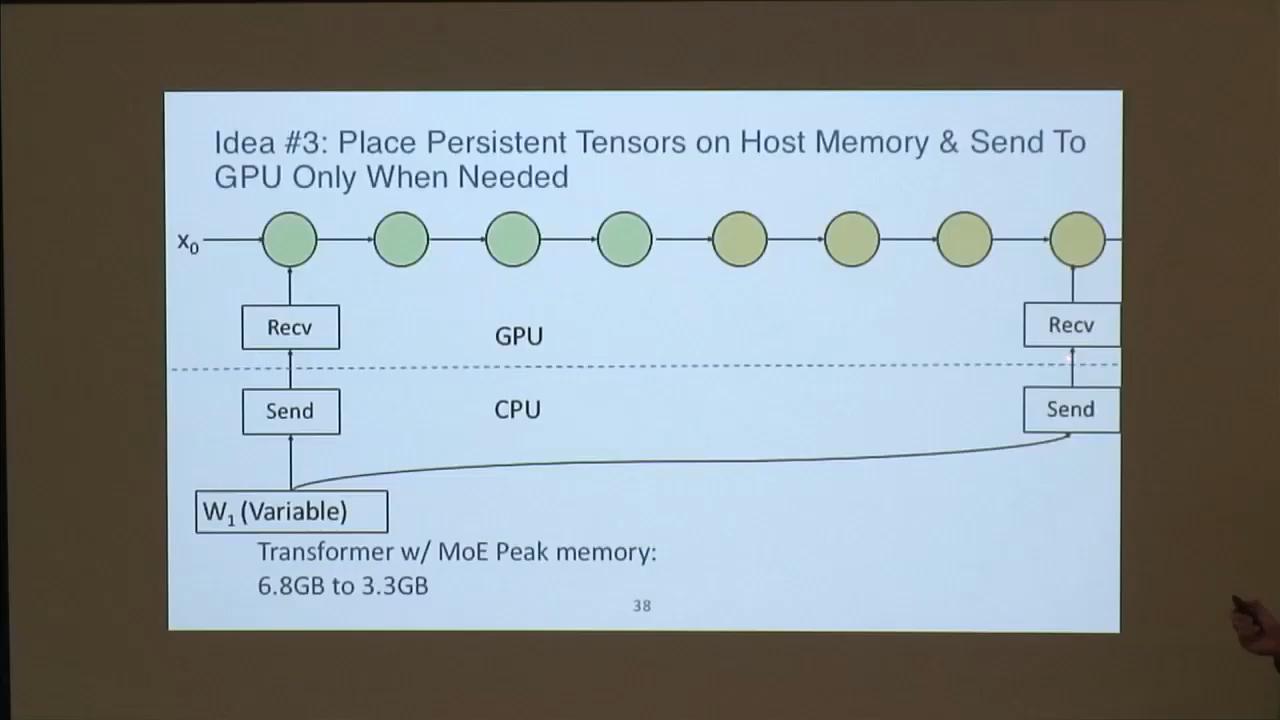 Idea #3: Place Persistent Tensors on Host Memory & Send To
GPU Only When Needed
x0
Recv
GPU
Recv
Send
CPU
Send
W1 (Variable)
Transformer w/ MoE Peak memory:
6.8GB to 3.3GB
38